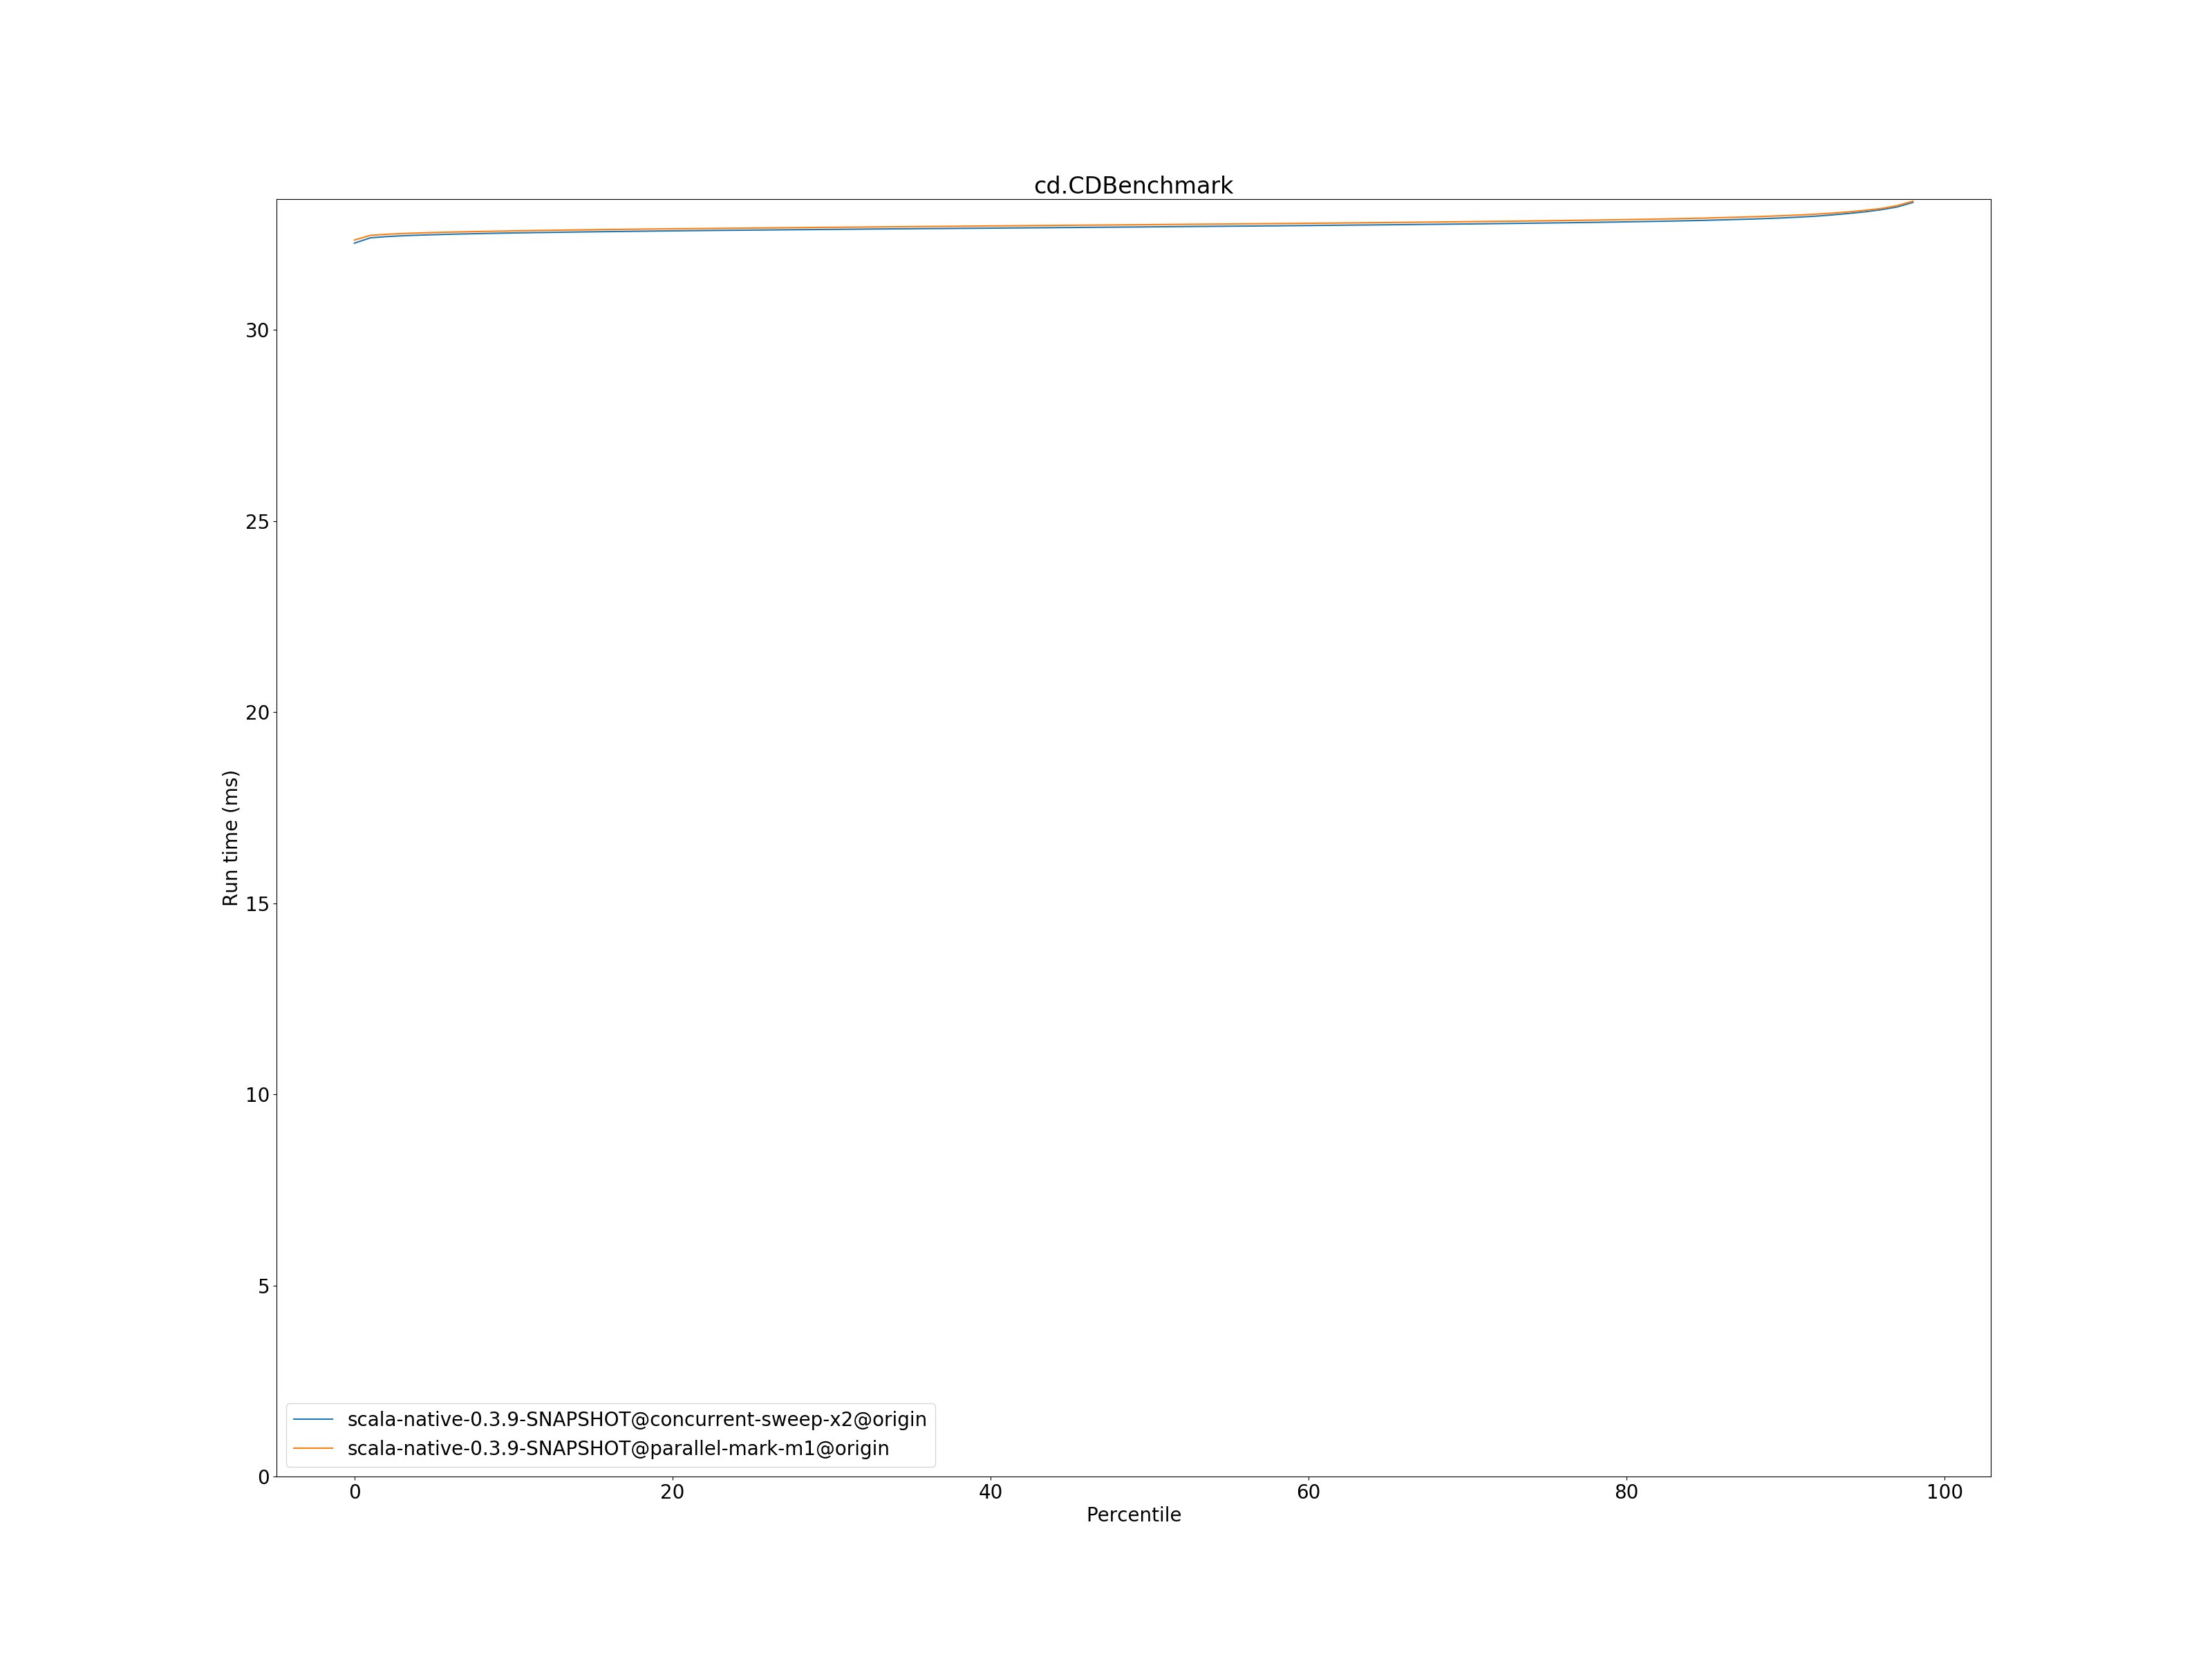 cd.CDBenchmark
Run time (ms)
30
25
20
15
10
5
0
scala-native-0.3.9-SNAPSHOT@concurrent-sweep-x2@origin
scala-native-0.3.9-SNAPSHOT@parallel-mark-m1@origin
0 20 40 60 80 100
Percentile